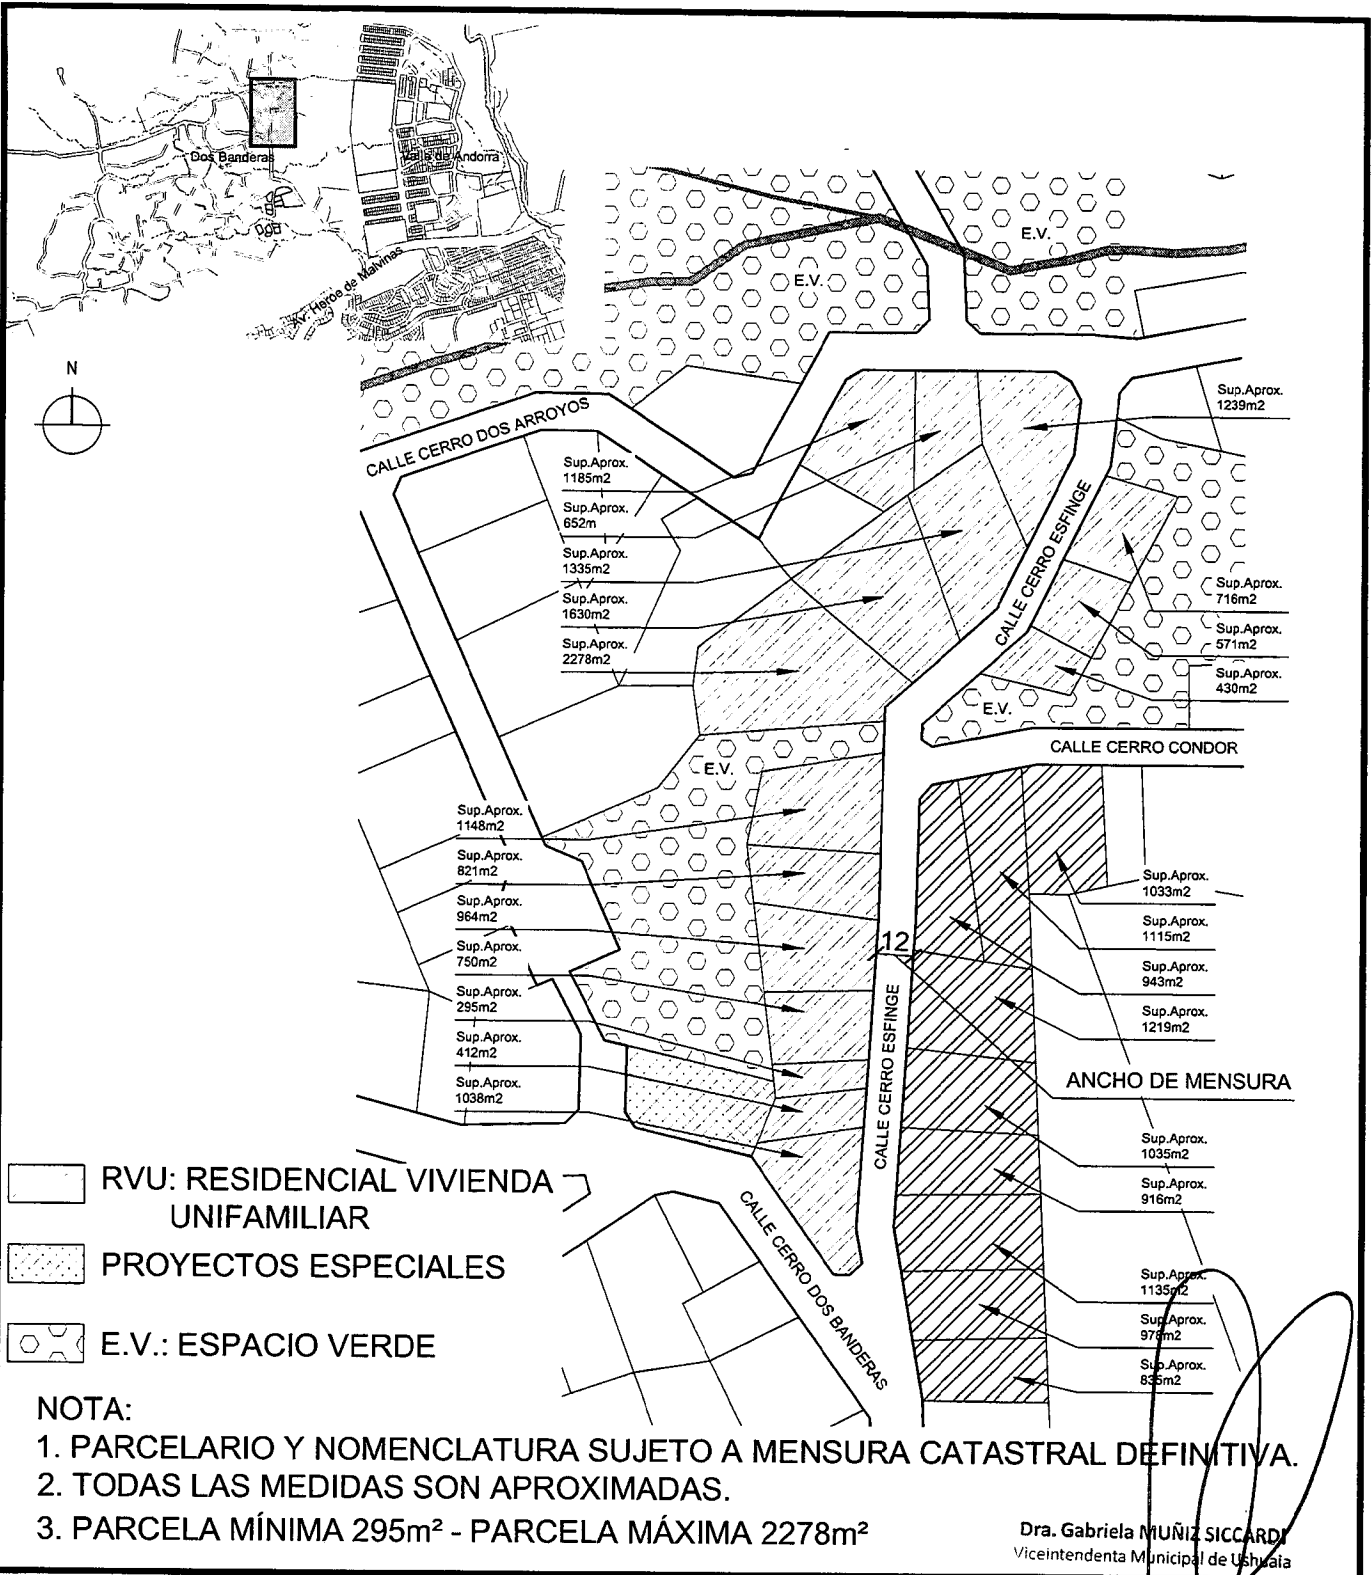 Dos Banderas
Valle de Andorra
Av. Heroe de Malvinas
N
E.V.
E.V.
CALLE CERRO DOS ARROYOS
Sup.Aprox.
1239m2
Sup.Aprox.
1185m2
Sup.Aprox.
652m
Sup.Aprox.
1335m2
Sup.Aprox.
1630m2
Sup.Aprox.
2278m2
CALLE CERRO ESFINGE
Sup.Aprox.
716m2
Sup.Aprox.
571m2
Sup.Aprox.
430m2
E.V.
CALLE CERRO CONDOR
E.V.
Sup.Aprox.
1148m2
Sup.Aprox.
821m2
Sup.Aprox.
964m2
Sup.Aprox.
750m2
Sup.Aprox.
295m2
Sup.Aprox.
412m2
Sup.Aprox.
1038m2
12
CALLE CERRO ESFINGE
Sup.Aprox.
1033m2
Sup.Aprox.
1115m2
Sup.Aprox.
943m2
Sup.Aprox.
1219m2
ANCHO DE MENSURA
Sup.Aprox.
1035m2
Sup.Aprox.
916m2
Sup.Aprox.
1135m2
Sup.Aprox.
978m2
Sup.Aprox.
835m2
CALLE CERRO DOS BANDERAS
RVU: RESIDENCIAL VIVIENDA
UNIFAMILIAR
PROYECTOS ESPECIALES
E.V.: ESPACIO VERDE
NOTA:
1. PARCELARIO Y NOMENCLATURA SUJETO A MENSURA CATASTRAL DEFINITIVA.
2. TODAS LAS MEDIDAS SON APROXIMADAS.
3. PARCELA MÍNIMA 295m² - PARCELA MÁXIMA 2278m²
Dra. Gabriela MUÑIZ SICCARDI
Viceintendenta Municipal de Ushuaia